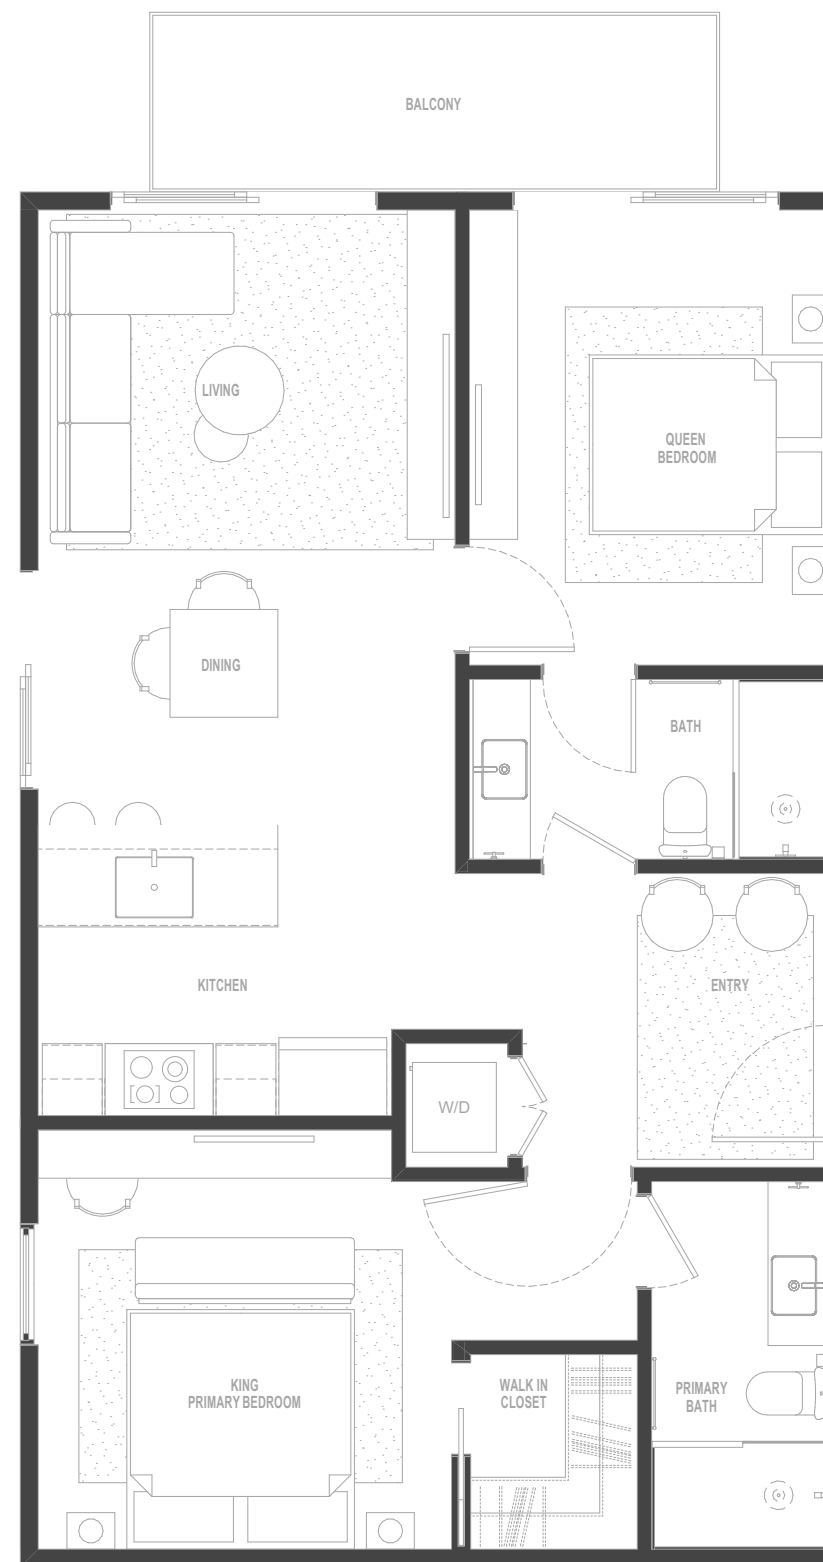 BALCONY
LIVING
QUEEN
BEDROOM
DINING
BATH
KITCHEN
ENTRY
W/D
KING
PRIMARY BEDROOM
WALK IN
CLOSET
PRIMARY
BATH